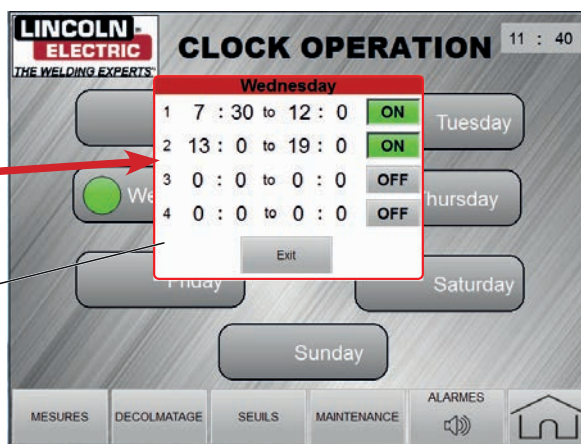 LINCOLN
ELECTRIC
THE WELDING EXPERTS
CLOCK OPERATION
11 : 40
Wednesday
1 7 : 30 to 12 : 0 ON
2 13 : 0 to 19 : 0 ON
3 0 : 0 to 0 : 0 OFF
4 0 : 0 to 0 : 0 OFF
Exit
Tuesday
We
hursday
Friday
Saturday
Sunday
MESURES
DECOLMATAGE
SEUILS
MAINTENANCE
ALARMES